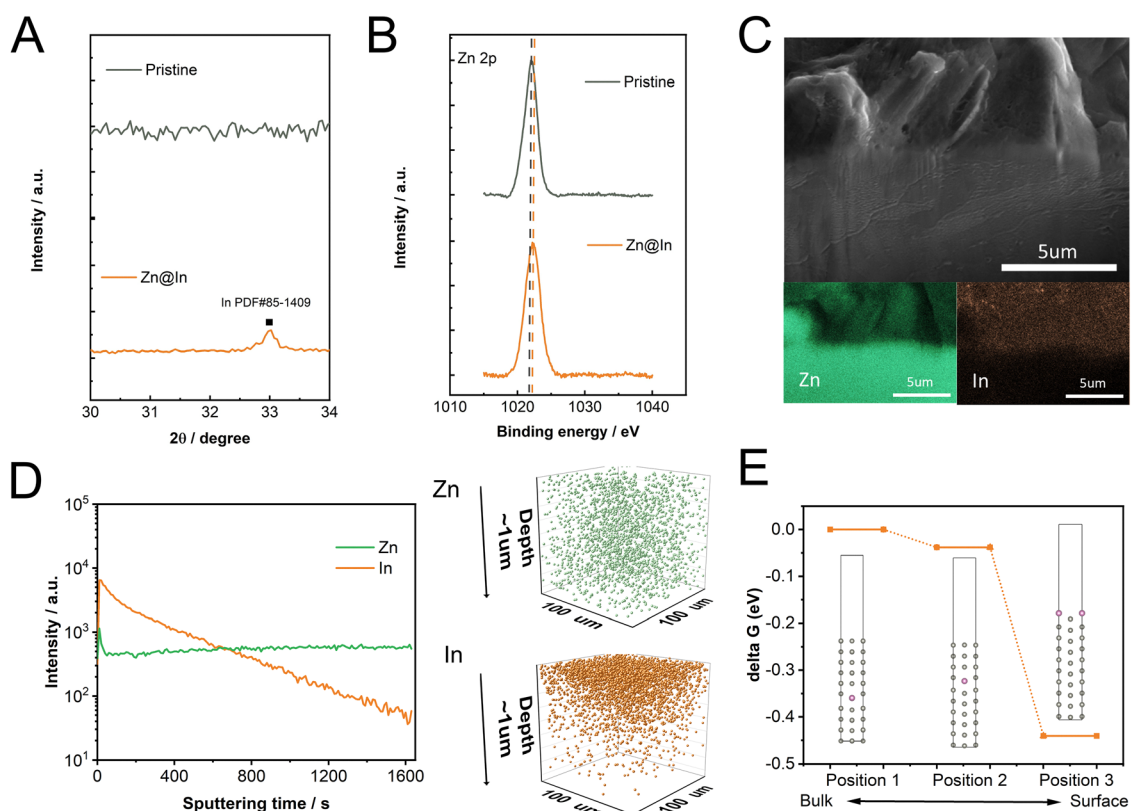 A
Pristine
Zn@In
In PDF#85-1409
Intensity / a.u.
30 31 32 33 34
2θ / degree
B
Zn 2p
Pristine
Zn@In
Intensity / a.u.
1010 1020 1030 1040
Binding energy / eV
C
5um
Zn
5um
In
5um
D
10⁵
10⁴
10³
10²
10¹
Intensity / a.u.
Zn
In
0 400 800 1200 1600
Sputtering time / s
Zn
Depth
~1um
100 um
100 um
In
Depth
~1um
100 um
100 um
E
0.0
-0.1
-0.2
-0.3
-0.4
-0.5
delta G (eV)
Position 1 Position 2 Position 3
Bulk Surface